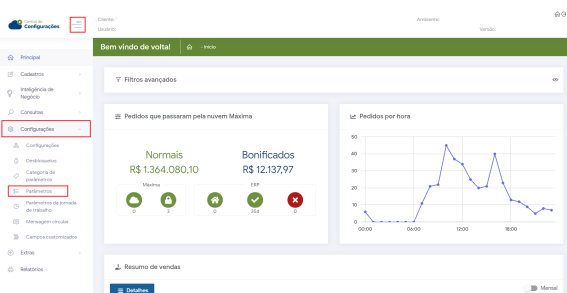 Central de
Configurações
Cliente:
Ambiente:
Usuário:
Versão:
Bem vindo de volta!
- Início
Principal
Cadastros
Inteligência de
Negócio
Consultas
Configurações
Configurações
Desbloqueios
Categoria de
parâmetros
Parâmetros
Parâmetros da jornada
de trabalho
Mensagem circular
Campos customizados
Extras
Relatórios
Filtros avançados
Pedidos que passaram pela nuvem Máxima
Normais
Bonificados
R$ 1.364.080,10
R$ 12.137,97
Máxima
ERP
0
3
0
354
0
Pedidos por hora
50
40
30
20
10
0
00:00
06:00
12:00
18:00
Resumo de vendas
Detalhes
Mensal